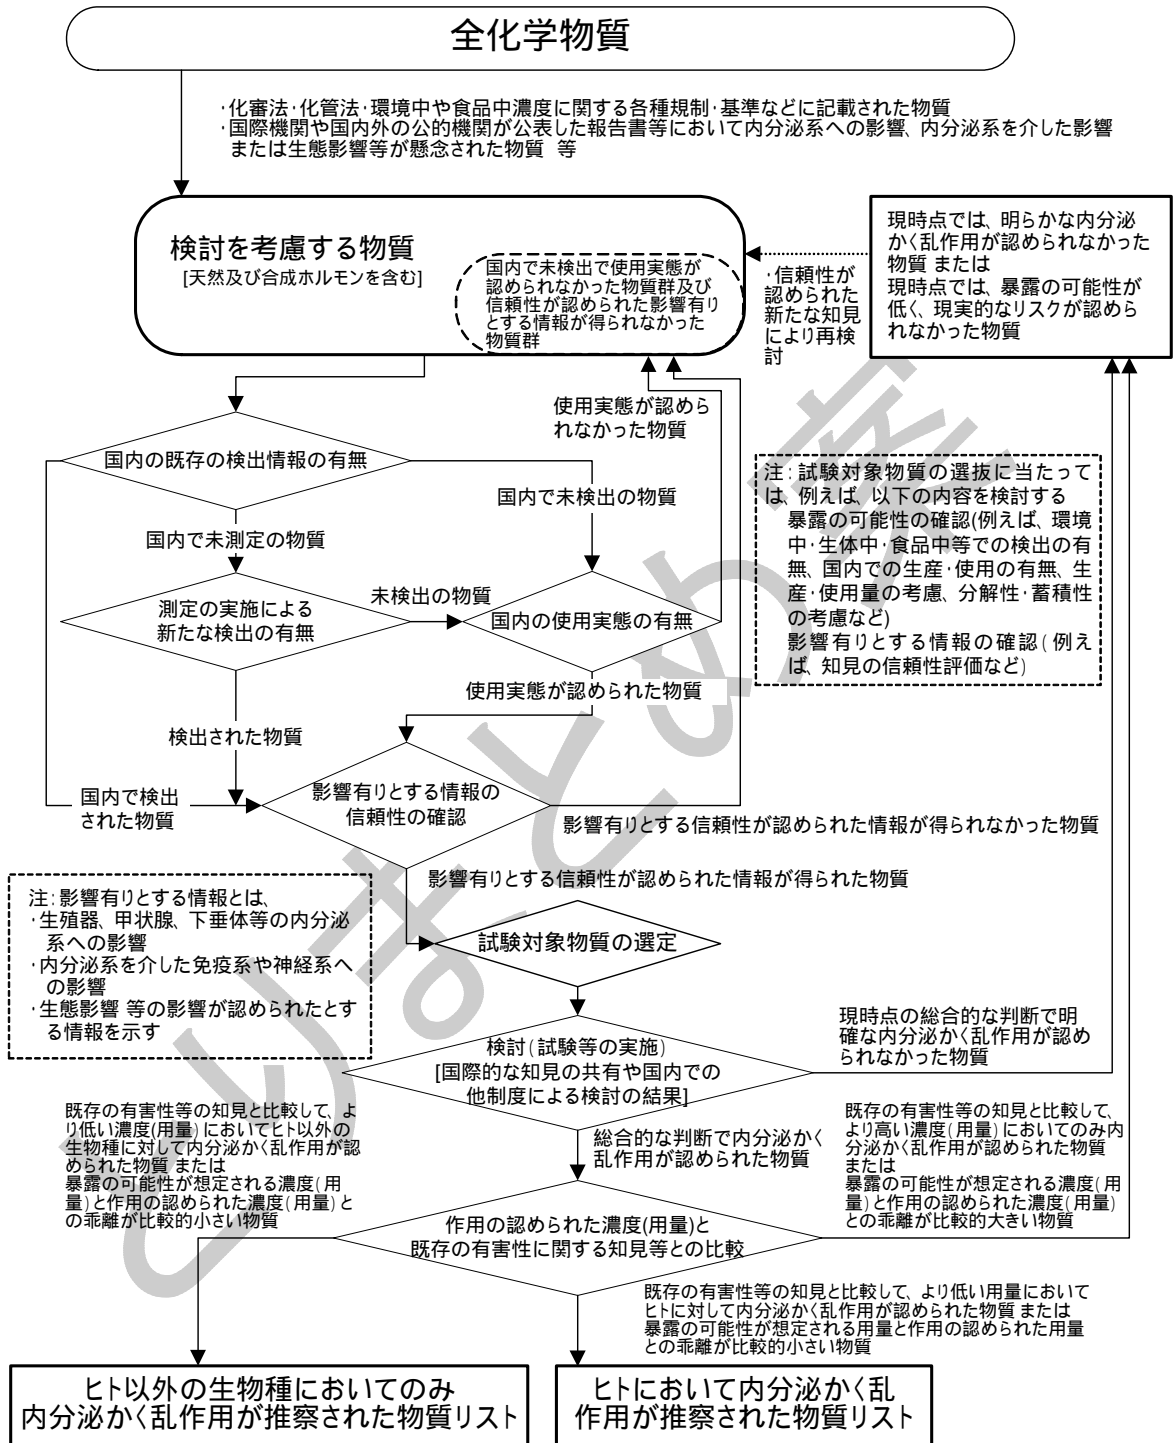 全化学物質
･化審法･化管法･環境中や食品中濃度に関する各種規制･基準などに記載された物質
･国際機関や国内外の公的機関が公表した報告書等において内分泌系への影響、内分泌系を介した影響
または生態影響等が懸念された物質 等
検討を考慮する物質
[天然及び合成ホルモンを含む]
国内で未検出で使用実態が
認められなかった物質群及び
信頼性が認められた影響有り
とする情報が得られなかった
物質群
･信頼性が
認められた
新たな知見
により再検
討
現時点では、明らかな内分泌
かく乱作用が認められなかった
物質 または
現時点では、暴露の可能性が
低く、現実的なリスクが認めら
れなかった物質
使用実態が認めら
れなかった物質
国内の既存の検出情報の有無
国内で未検出の物質
国内で未測定の物質
注:試験対象物質の選抜に当たって
は、例えば、以下の内容を検討する
暴露の可能性の確認(例えば、環境
中･生体中･食品中等での検出の有
無、国内での生産･使用の有無、生
産･使用量の考慮、分解性･蓄積性
の考慮など)
影響有りとする情報の確認(例え
ば、知見の信頼性評価など)
測定の実施による
新たな検出の有無
未検出の物質
国内の使用実態の有無
使用実態が認められた物質
検出された物質
国内で検出
された物質
影響有りとする情報の
信頼性の確認
影響有りとする信頼性が認められた情報が得られなかった物質
影響有りとする信頼性が認められた情報が得られた物質
注:影響有りとする情報とは、
･生殖器、甲状腺、下垂体等の内分泌
系への影響
･内分泌系を介した免疫系や神経系へ
の影響
･生態影響 等の影響が認められたとす
る情報を示す
試験対象物質の選定
検討(試験等の実施)
[国際的な知見の共有や国内での
他制度による検討の結果]
現時点の総合的な判断で明
確な内分泌かく乱作用が認め
られなかった物質
既存の有害性等の知見と比較して、よ
り低い濃度(用量)においてヒト以外の
生物種に対して内分泌かく乱作用が認
められた物質 または
暴露の可能性が想定される濃度(用
量)と作用の認められた濃度(用量)と
の乖離が比較的小さい物質
総合的な判断で内分泌かく
乱作用が認められた物質
既存の有害性等の知見と比較して、
より高い濃度(用量)においてのみ内
分泌かく乱作用が認められた物質
または
暴露の可能性が想定される濃度(用
量)と作用の認められた濃度(用量)
との乖離が比較的大きい物質
作用の認められた濃度(用量)と
既存の有害性に関する知見等との比較
既存の有害性等の知見と比較して、より低い用量において
ヒトに対して内分泌かく乱作用が認められた物質 または
暴露の可能性が想定される用量と作用の認められた用量
との乖離が比較的小さい物質
ヒト以外の生物種においてのみ
内分泌かく乱作用が推察された物質リスト
ヒトにおいて内分泌かく乱
作用が推察された物質リスト
とりまとめ案